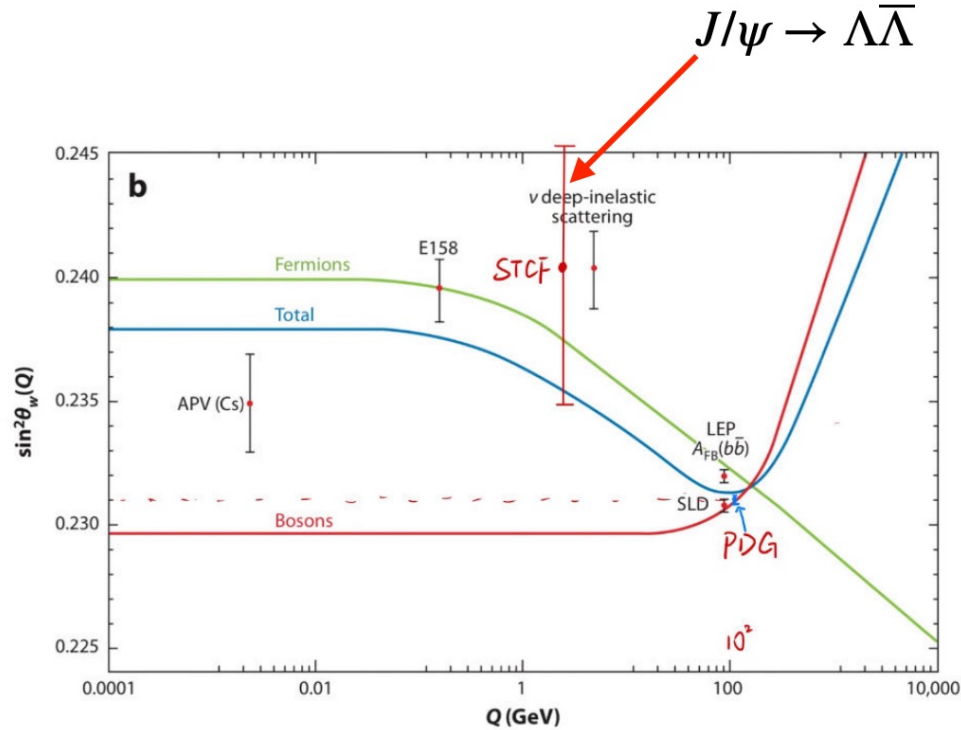 J/ψ → ΛΛ̅
0.245
b
ν deep-inelastic
scattering
E158
STCF
0.240
Fermions
Total
0.235
APV (Cs)
sin²θw(Q)
LEP
A_FB(bb̅)
SLD
0.230
Bosons
PDG
0.225
10²
0.0001
0.01
1
100
10,000
Q (GeV)